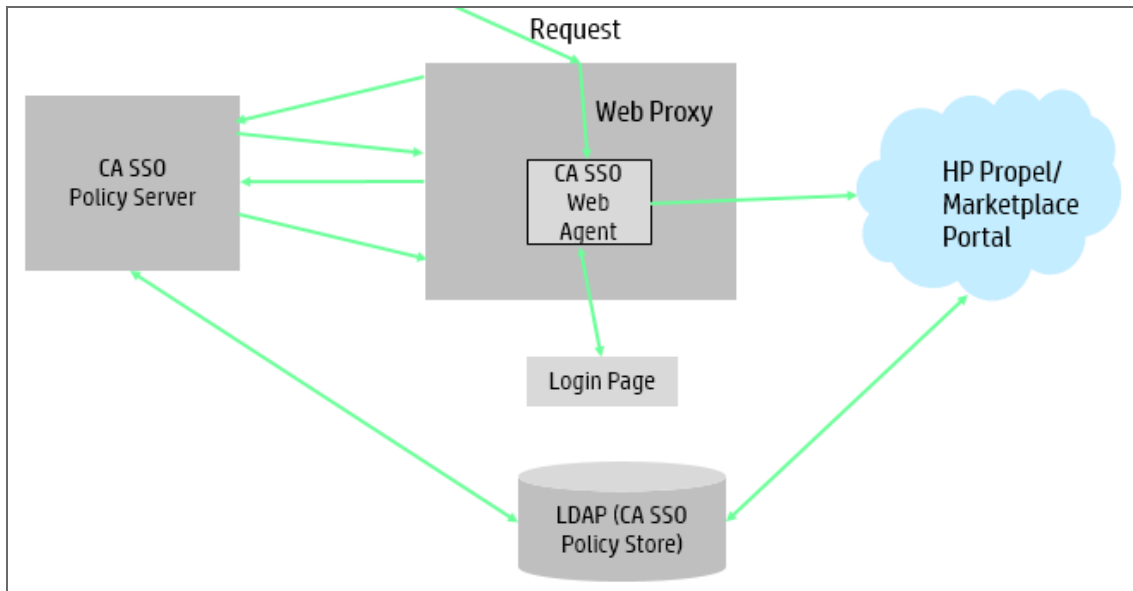 Request
Web Proxy
CA SSO
Policy Server
CA SSO
Web
Agent
HP Propel/
Marketplace
Portal
Login Page
LDAP (CA SSO
Policy Store)